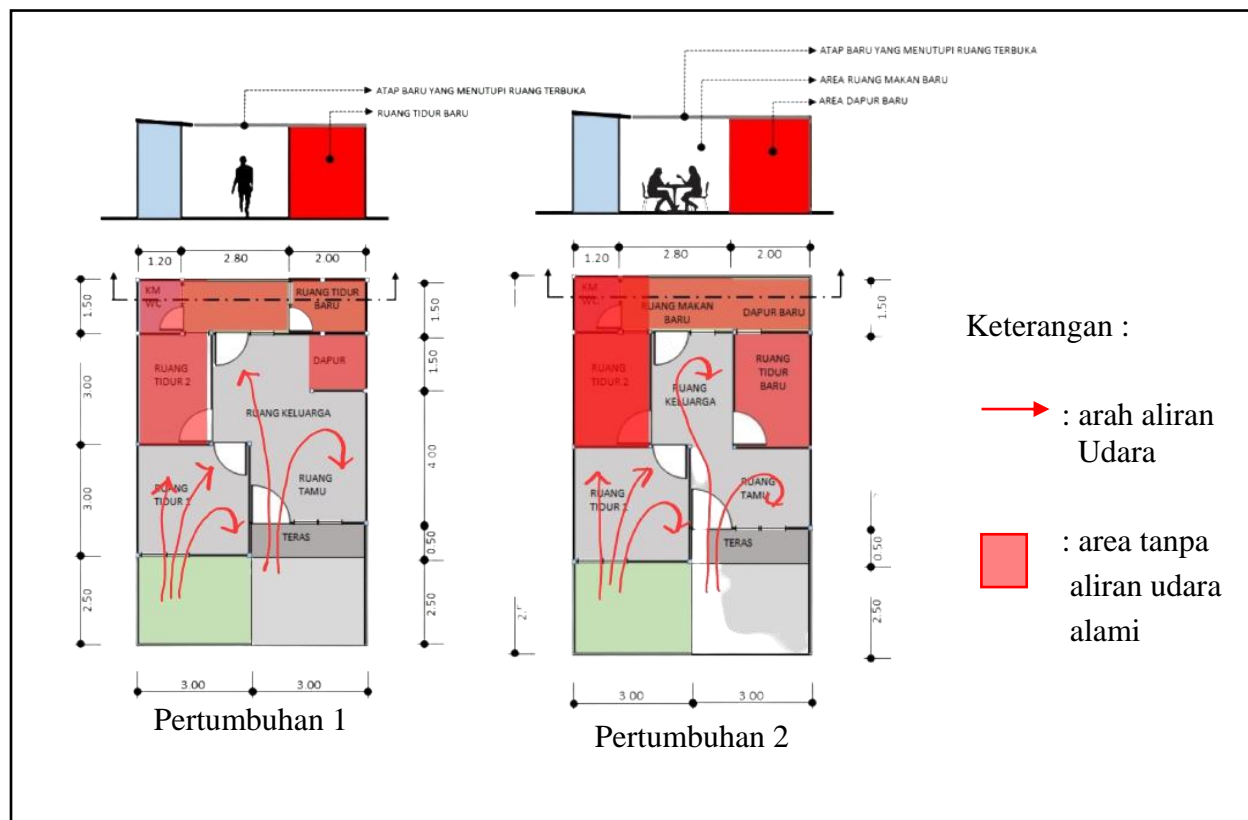 ATAP BARU YANG MENUTUPI RUANG TERBUKA
RUANG TIDUR BARU
1.20
2.80
2.00
1.50
3.00
3.00
2.50
KM
WC
RUANG TIDUR
BARU
RUANG
TIDUR 2
DAPUR
RUANG KELUARGA
RUANG
TIDUR 1
RUANG
TAMU
TERAS
1.50
1.50
4.00
0.50
2.50
3.00
3.00
Pertumbuhan 1
ATAP BARU YANG MENUTUPI RUANG TERBUKA
AREA RUANG MAKAN BARU
AREA DAPUR BARU
1.20
2.80
2.00
KM
WC
RUANG MAKAN
BARU
DAPUR BARU
RUANG
TIDUR 2
RUANG
KELUARGA
RUANG
TIDUR
BARU
RUANG
TIDUR 1
RUANG
TAMU
TERAS
1.50
0.50
2.50
3.00
3.00
Pertumbuhan 2
Keterangan :
: arah aliran
Udara
: area tanpa
aliran udara
alami